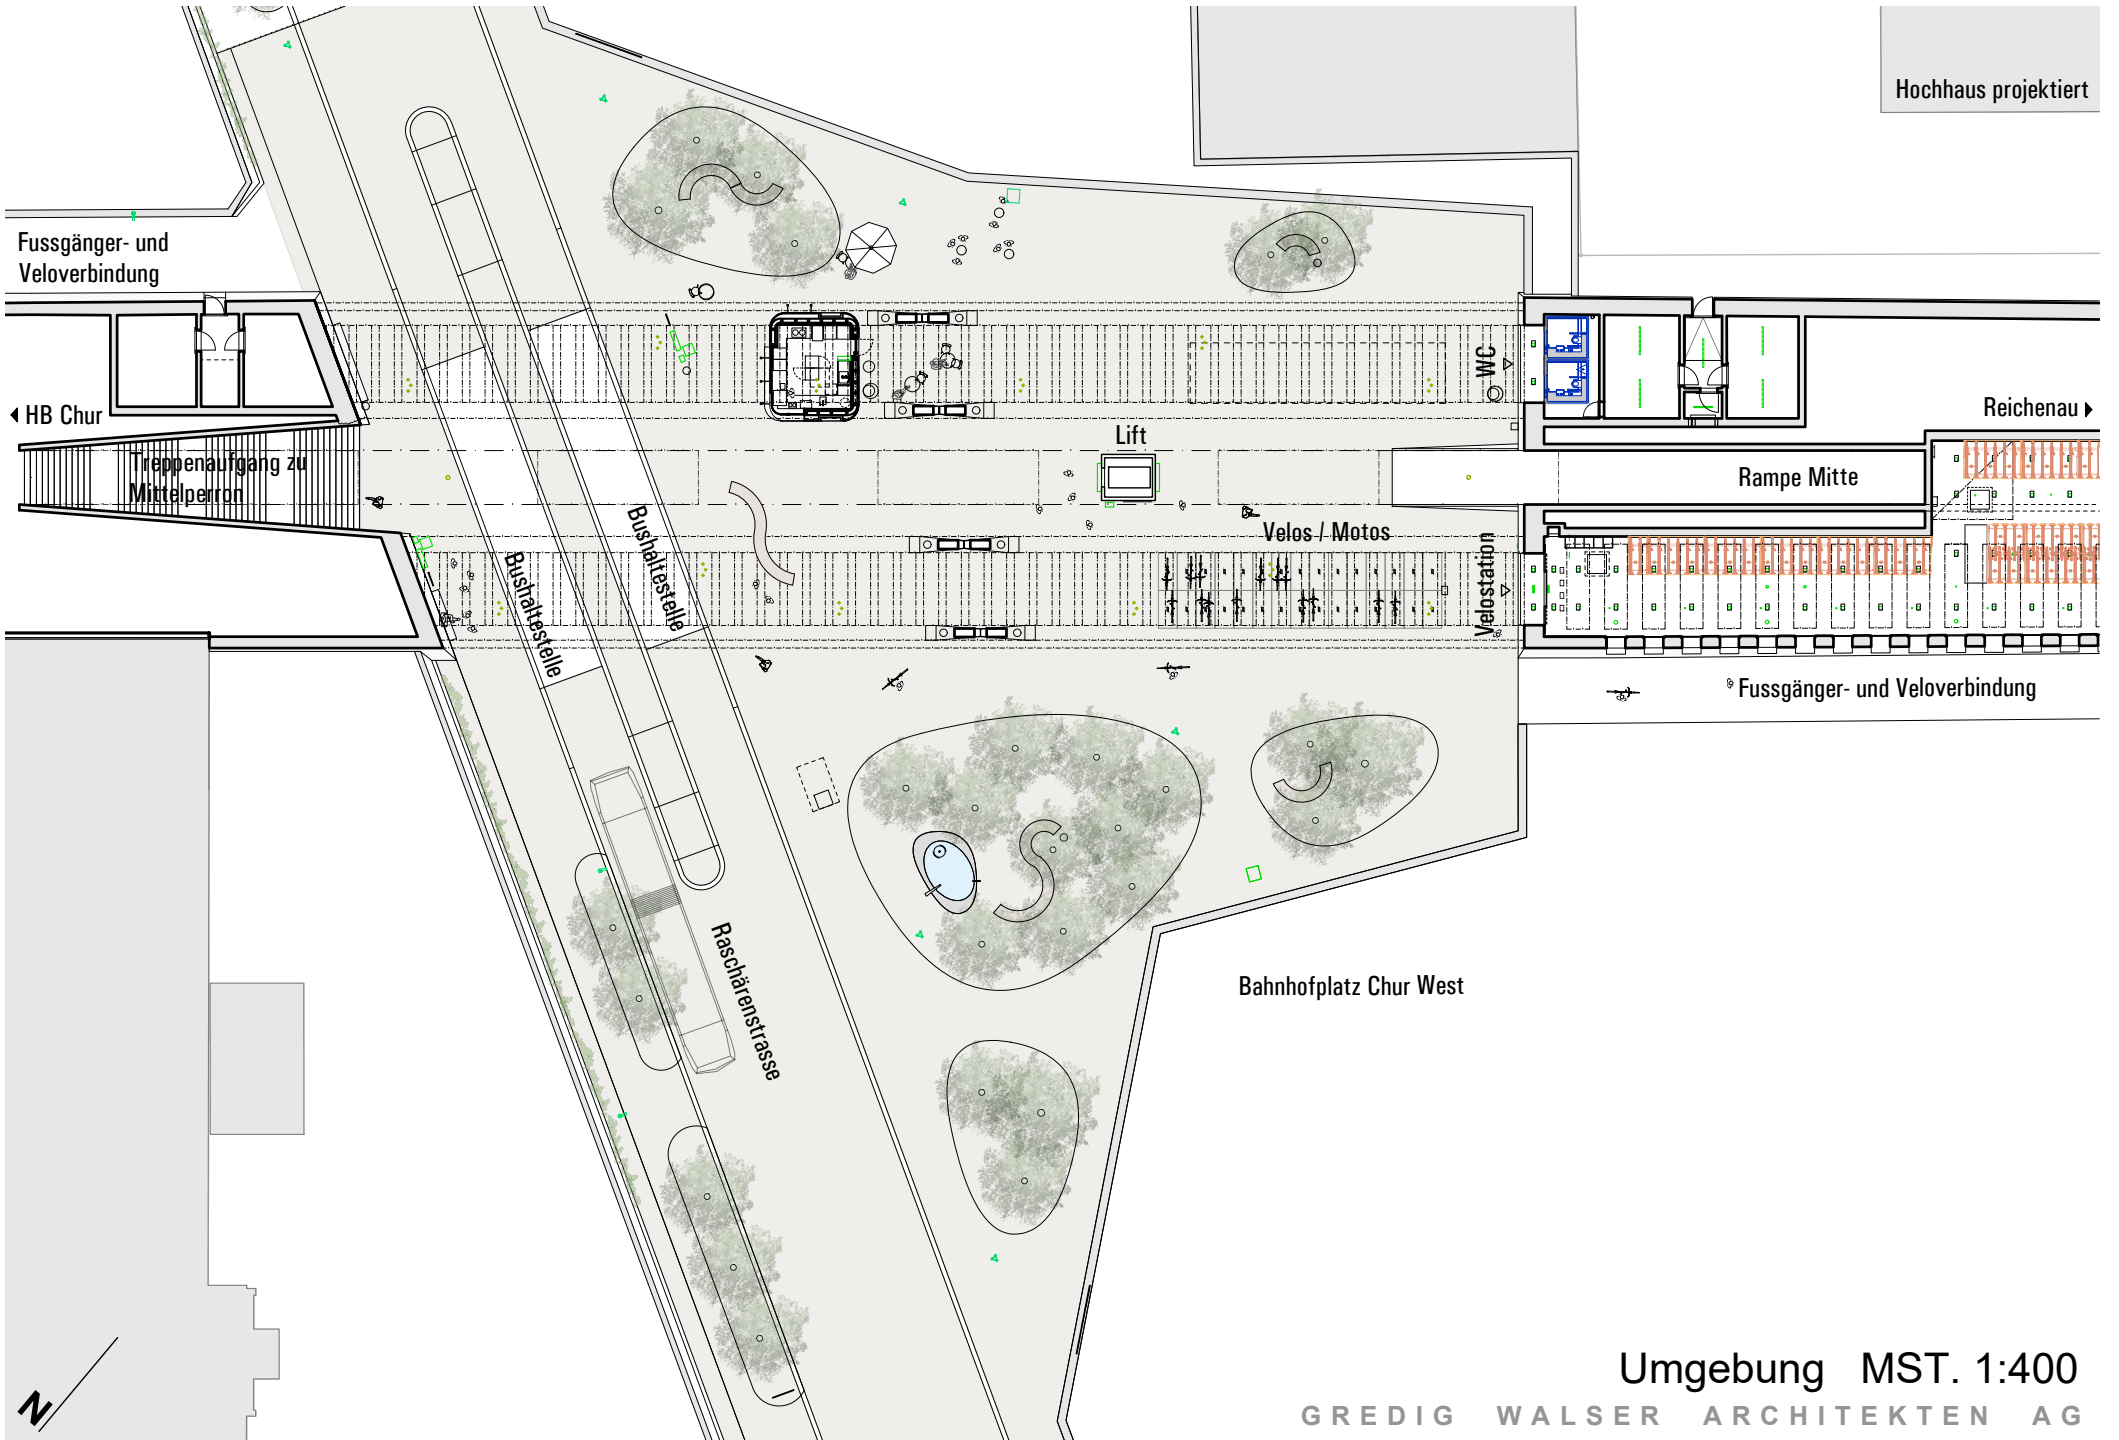 Hochhaus projektiert
Fussgänger- und
Veloverbindung
HB Chur
Treppenaufgang zu
Mittelperron
Bushaltestelle
Bushaltestelle
Lift
WC
Reichenau
Rampe Mitte
Velos / Motos
Velostation
Fussgänger- und Veloverbindung
Raschärenstrasse
Bahnhofplatz Chur West
N
Umgebung MST. 1:400
GREDIG WALSER ARCHITEKTEN AG